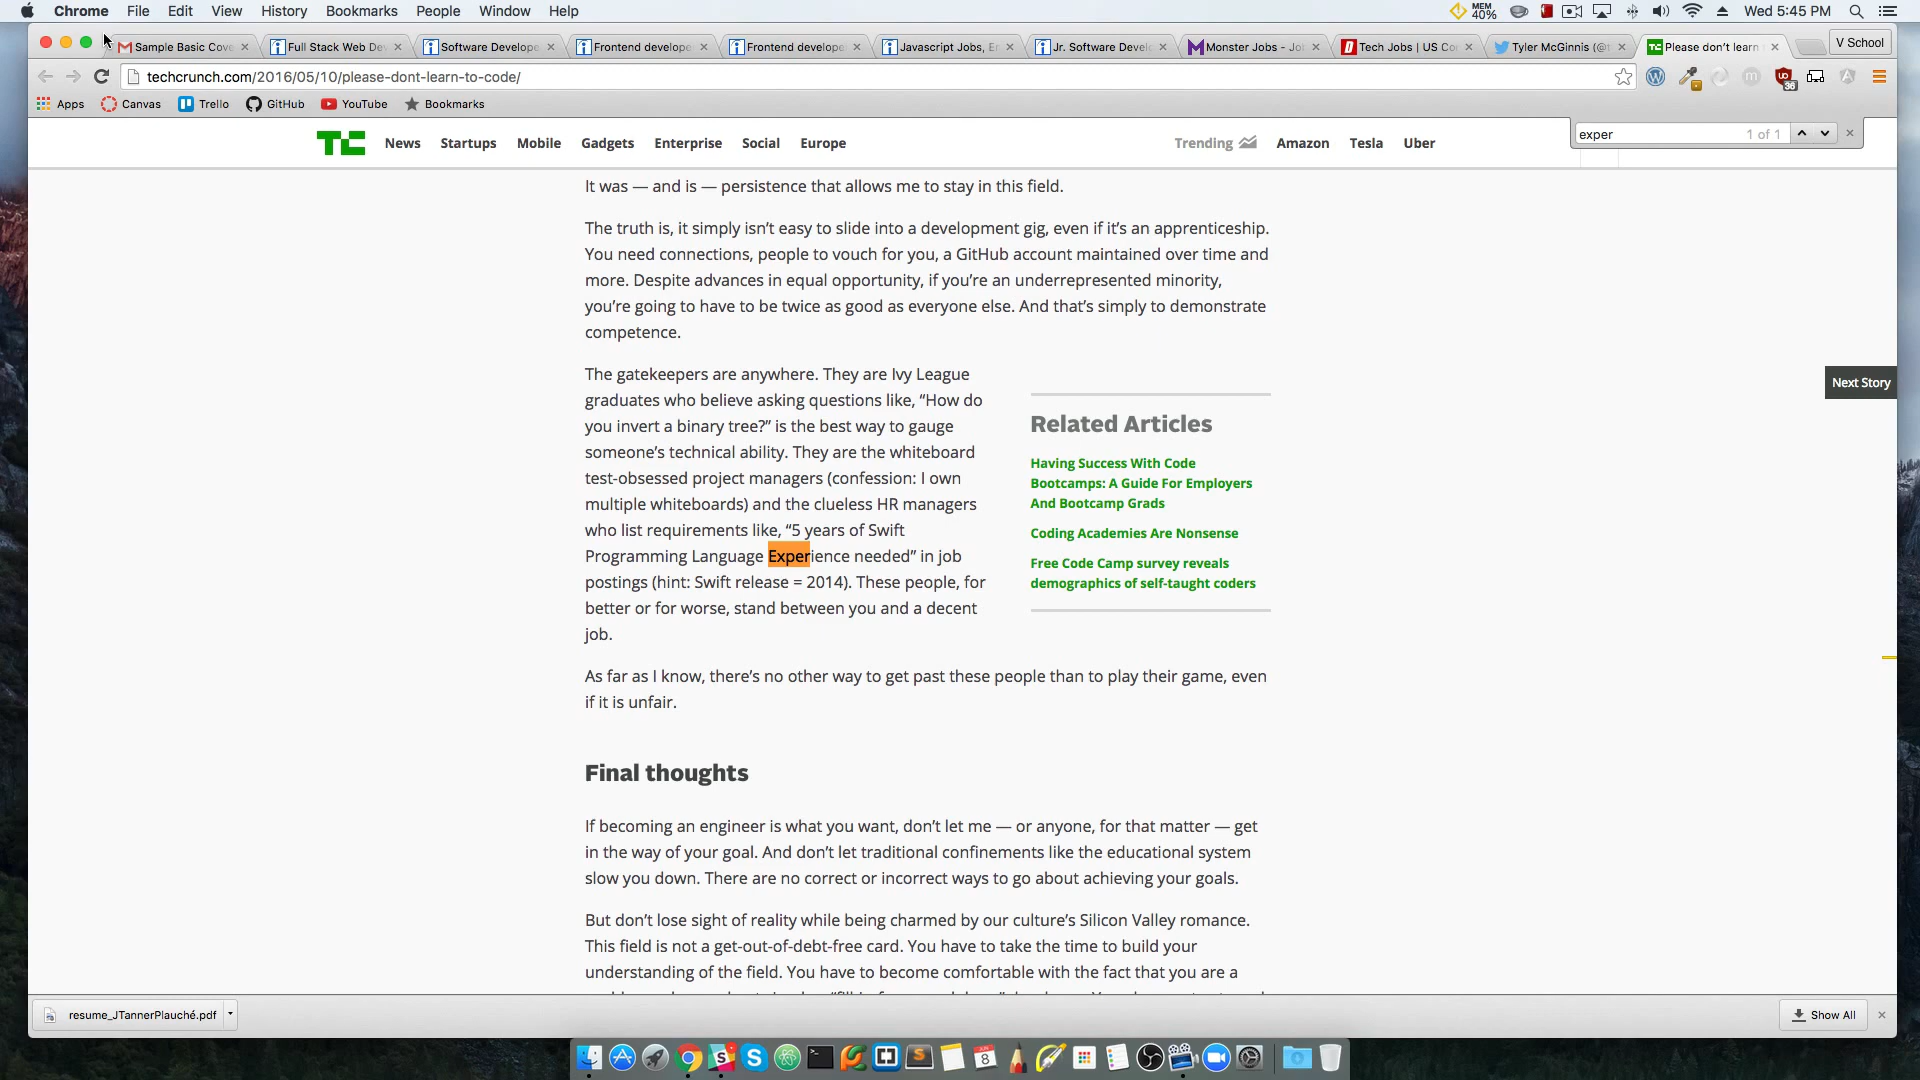 Chrome File Edit View History Bookmarks People Window Help MEM 40% Wed 5:45 PM
Sample Basic Cov Full Stack Web De Software Develope Frontend develope Frontend develope Javascript Jobs, E Jr. Software Devel Monster Jobs - Jo Tech Jobs | US Co Tyler McGinnis (@t Please don't learn V School
techcrunch.com/2016/05/10/please-dont-learn-to-code/
Apps Canvas Trello GitHub YouTube Bookmarks
exper 1 of 1
TC News Startups Mobile Gadgets Enterprise Social Europe Trending Amazon Tesla Uber
It was — and is — persistence that allows me to stay in this field.
The truth is, it simply isn’t easy to slide into a development gig, even if it’s an apprenticeship.
You need connections, people to vouch for you, a GitHub account maintained over time and
more. Despite advances in equal opportunity, if you’re an underrepresented minority,
you’re going to have to be twice as good as everyone else. And that’s simply to demonstrate
competence.
The gatekeepers are anywhere. They are Ivy League
graduates who believe asking questions like, “How do
you invert a binary tree?” is the best way to gauge
someone’s technical ability. They are the whiteboard
test-obsessed project managers (confession: I own
multiple whiteboards) and the clueless HR managers
who list requirements like, “5 years of Swift
Programming Language Experience needed” in job
postings (hint: Swift release = 2014). These people, for
better or for worse, stand between you and a decent
job.
Related Articles
Having Success With Code
Bootcamps: A Guide For Employers
And Bootcamp Grads
Coding Academies Are Nonsense
Free Code Camp survey reveals
demographics of self-taught coders
Next Story
As far as I know, there’s no other way to get past these people than to play their game, even
if it is unfair.
Final thoughts
If becoming an engineer is what you want, don’t let me — or anyone, for that matter — get
in the way of your goal. And don’t let traditional confinements like the educational system
slow you down. There are no correct or incorrect ways to go about achieving your goals.
But don’t lose sight of reality while being charmed by our culture’s Silicon Valley romance.
This field is not a get-out-of-debt-free card. You have to take the time to build your
understanding of the field. You have to become comfortable with the fact that you are a
resume_JTannerPlauché.pdf Show All